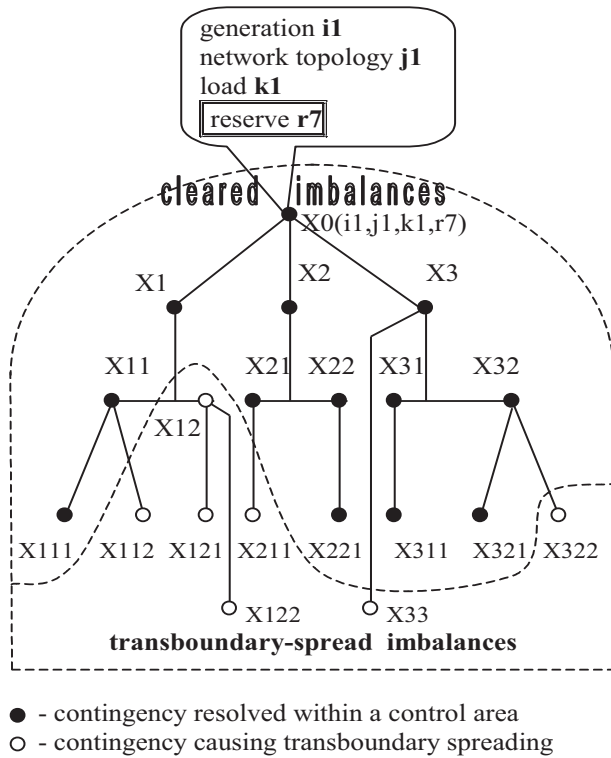 generation i1
network topology j1
load k1
reserve r7
cleared imbalances
X0(i1,j1,k1,r7)
X1 X2 X3
X11 X21 X22 X31 X32
X12
X111 X112 X121 X211 X221 X311 X321 X322
X122 X33
transboundary-spread imbalances
- contingency resolved within a control area
- contingency causing transboundary spreading